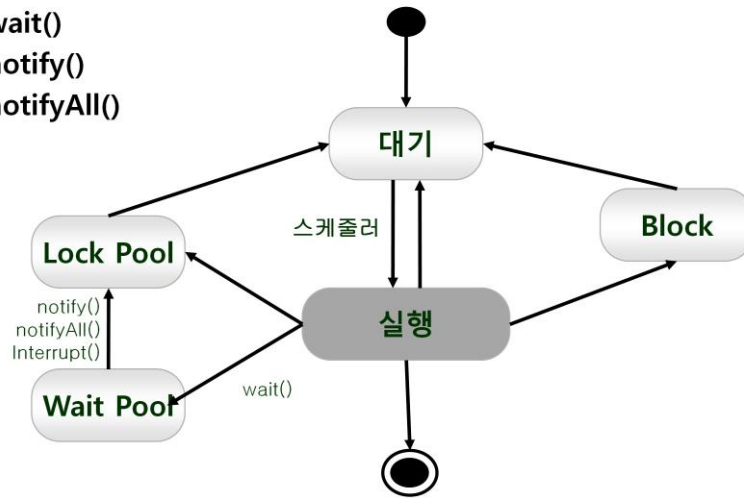 wait()
notify()
notifyAll()
대기
스케줄러
Block
Lock Pool
notify()
notifyAll()
Interrupt()
실행
Wait Pool
wait()